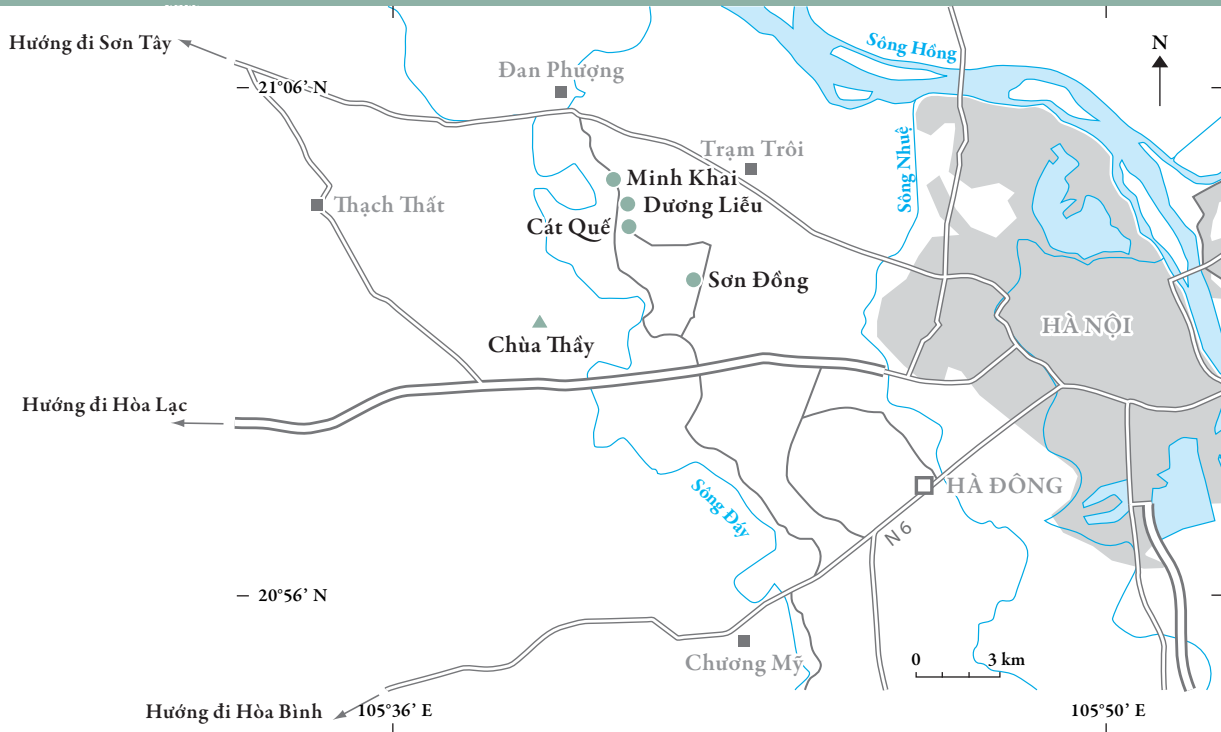 Hướng đi Sơn Tây
Sông Hồng
N
Đan Phượng
21°06’ N
Sông Nhuệ
Trạm Trôi
Minh Khai
Thạch Thất
Dương Liễu
Cát Quế
Sơn Đồng
HÀ NỘI
Chùa Thầy
Hướng đi Hòa Lạc
HÀ ĐÔNG
Sông Đáy
N 6
20°56’ N
Chương Mỹ
0 3 km
Hướng đi Hòa Bình
105°36’ E
105°50’ E